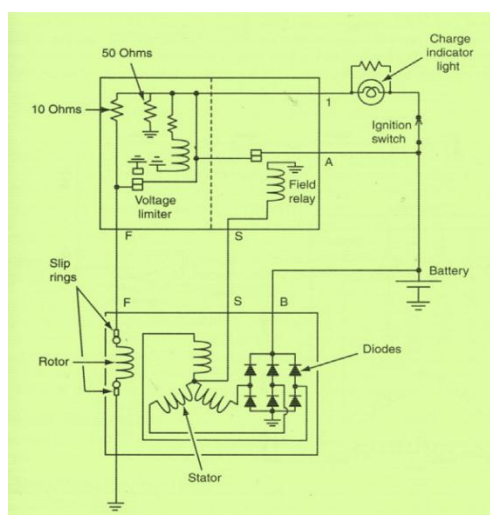 50 Ohms
Charge
indicator
light
10 Ohms
1
Ignition
switch
A
Voltage
limiter
Field
relay
F
S
Slip
rings
Battery
F
S
B
Diodes
Rotor
Stator